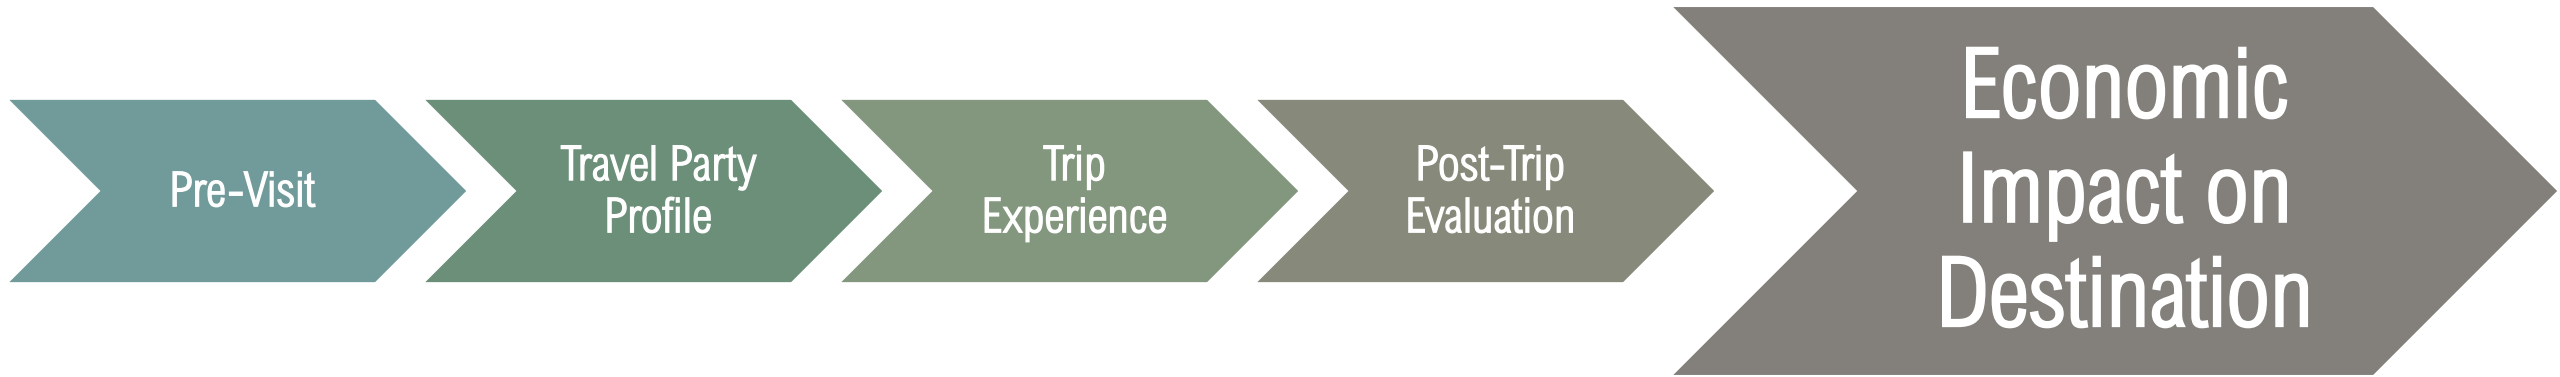 Pre-Visit
Travel Party
Profile
Trip
Experience
Post-Trip
Evaluation
Economic
Impact on
Destination